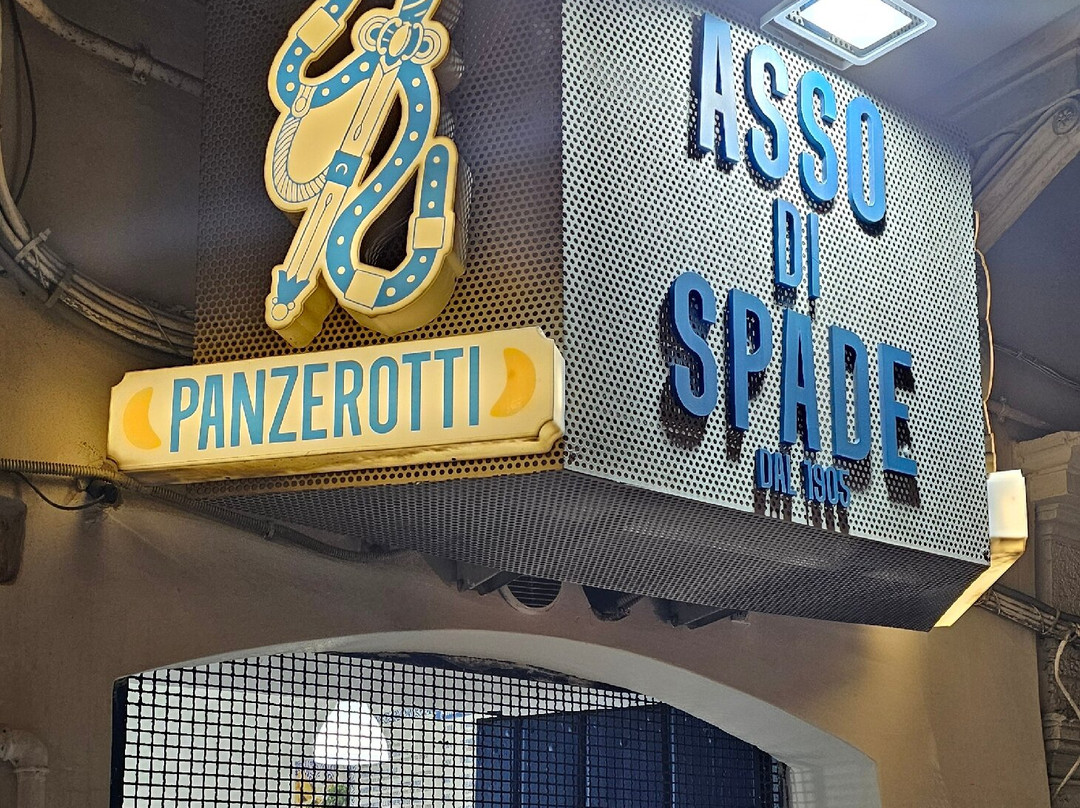 PANZEROTTI
ASSO
DI
SPADE
DAL 1905